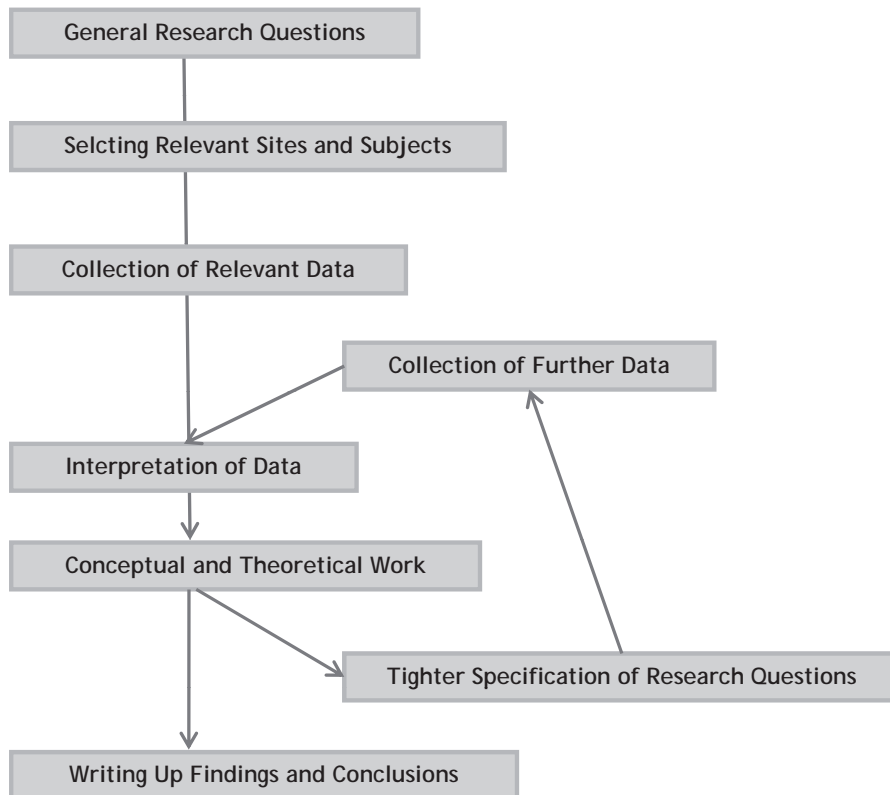 General Research Questions
Selcting Relevant Sites and Subjects
Collection of Relevant Data
Collection of Further Data
Interpretation of Data
Conceptual and Theoretical Work
Tighter Specification of Research Questions
Writing Up Findings and Conclusions